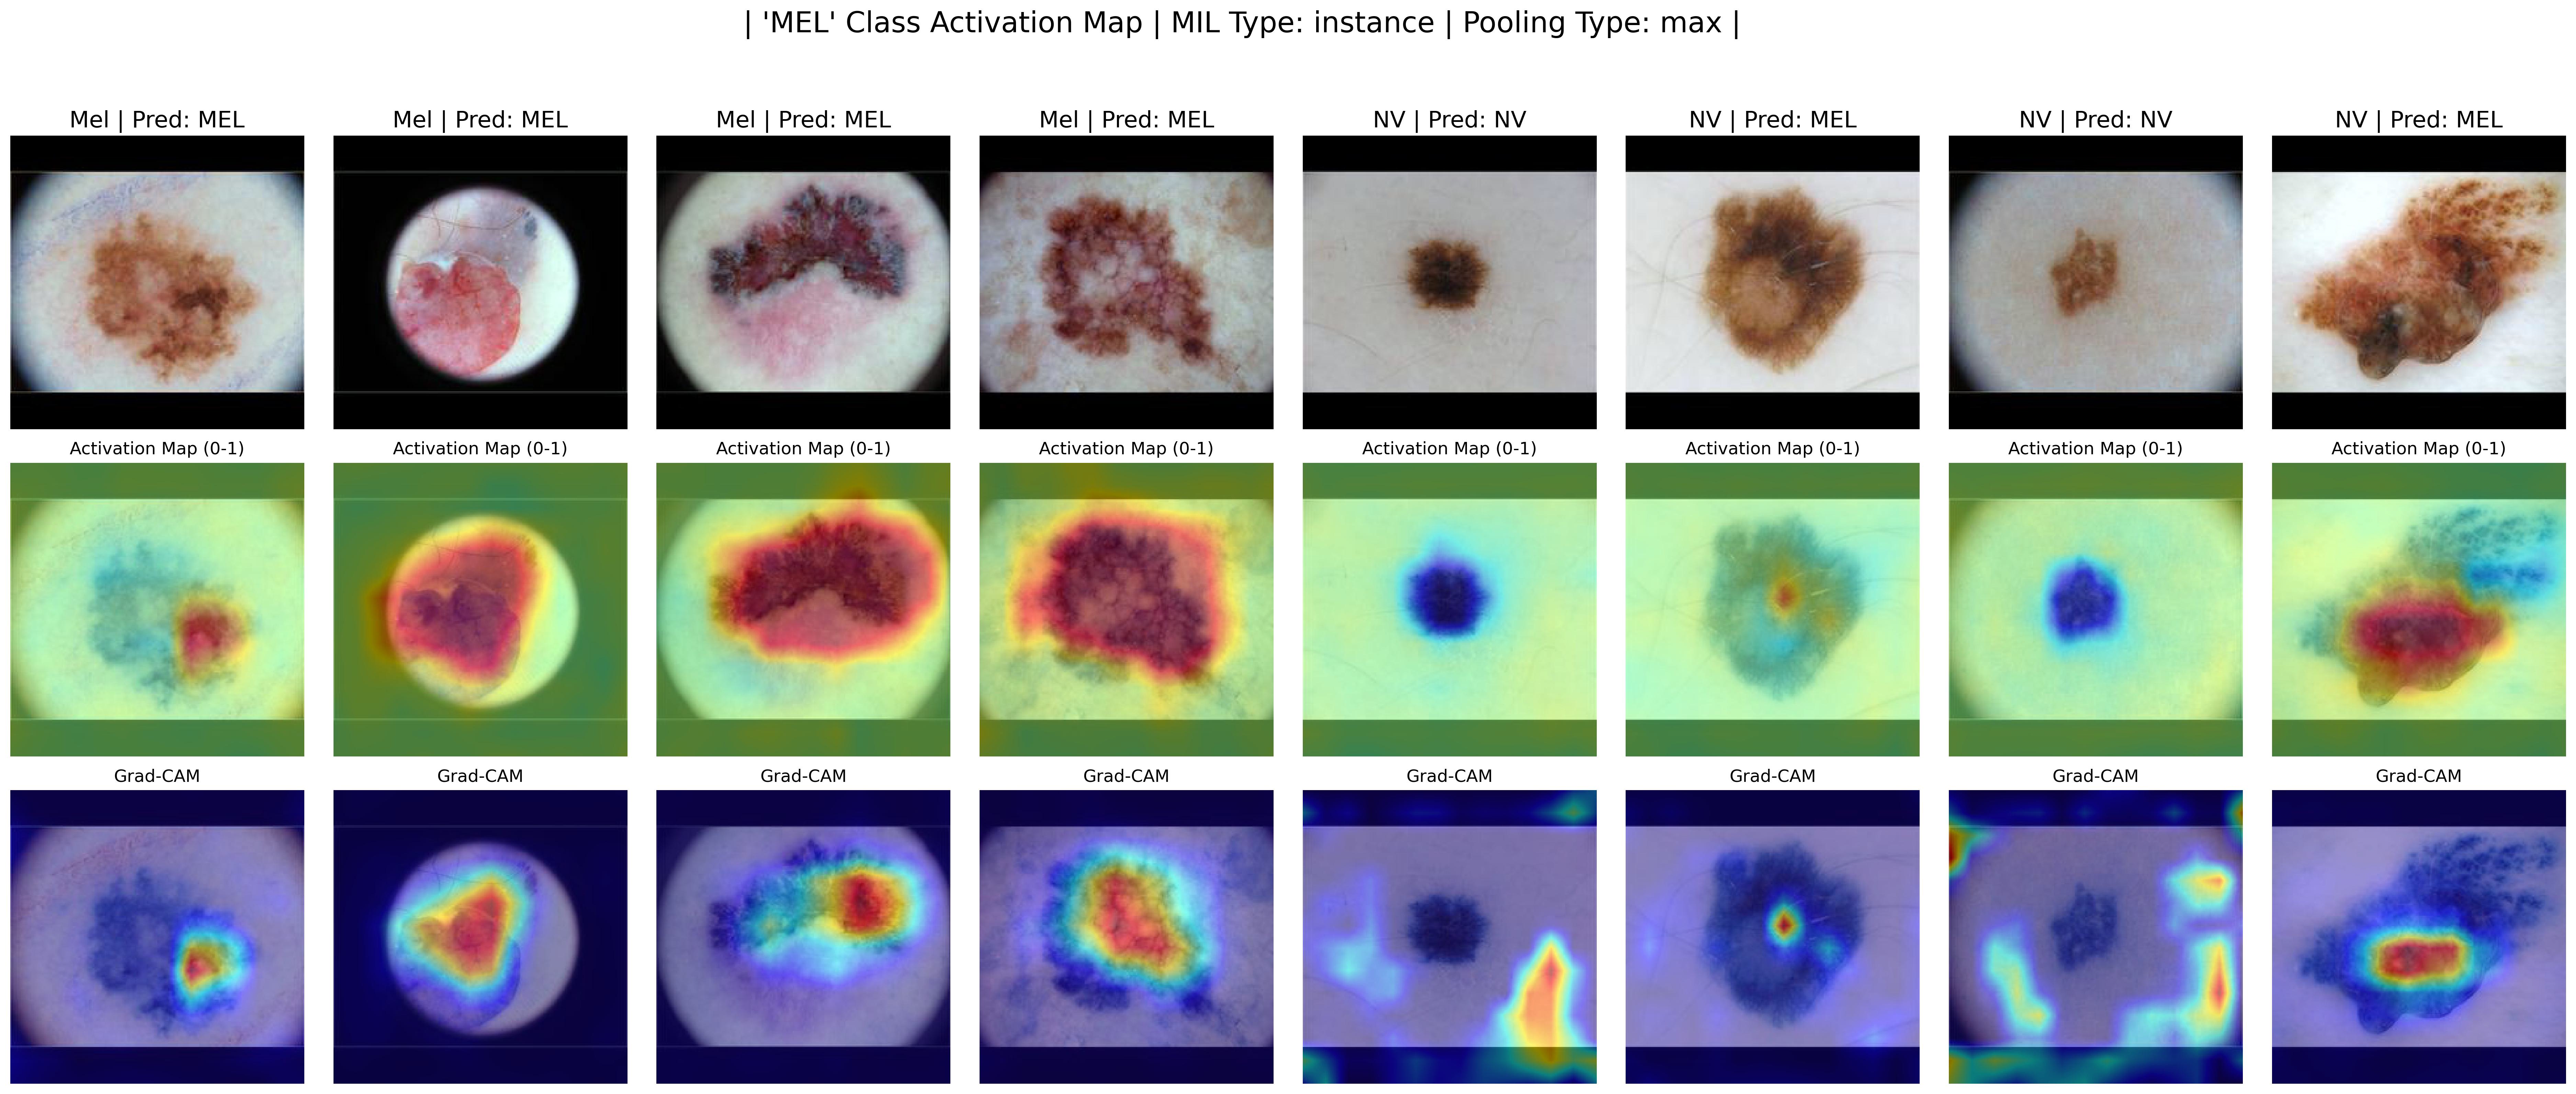 | 'MEL' Class Activation Map | MIL Type: instance | Pooling Type: max |
Mel | Pred: MEL
Mel | Pred: MEL
Mel | Pred: MEL
Mel | Pred: MEL
NV | Pred: NV
NV | Pred: MEL
NV | Pred: NV
NV | Pred: MEL
Activation Map (0-1)
Activation Map (0-1)
Activation Map (0-1)
Activation Map (0-1)
Activation Map (0-1)
Activation Map (0-1)
Activation Map (0-1)
Activation Map (0-1)
Grad-CAM
Grad-CAM
Grad-CAM
Grad-CAM
Grad-CAM
Grad-CAM
Grad-CAM
Grad-CAM